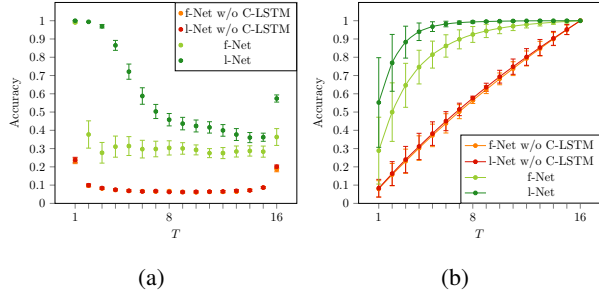 f-Net w/o C-LSTM
l-Net w/o C-LSTM
f-Net
l-Net
1
0.9
0.8
0.7
0.6
0.5
0.4
0.3
0.2
0.1
0
Accuracy
1
8
16
T
(a)
1
0.9
0.8
0.7
0.6
0.5
0.4
0.3
0.2
0.1
0
Accuracy
f-Net w/o C-LSTM
l-Net w/o C-LSTM
f-Net
l-Net
1
8
16
T
(b)